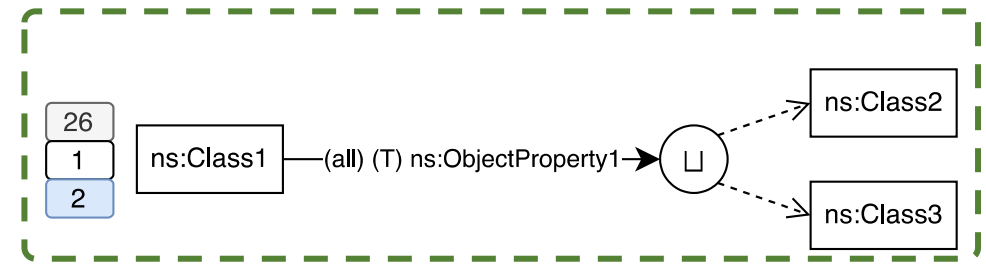 26
1
2
ns:Class1
(all) (T) ns:ObjectProperty1
⊔
ns:Class2
ns:Class3